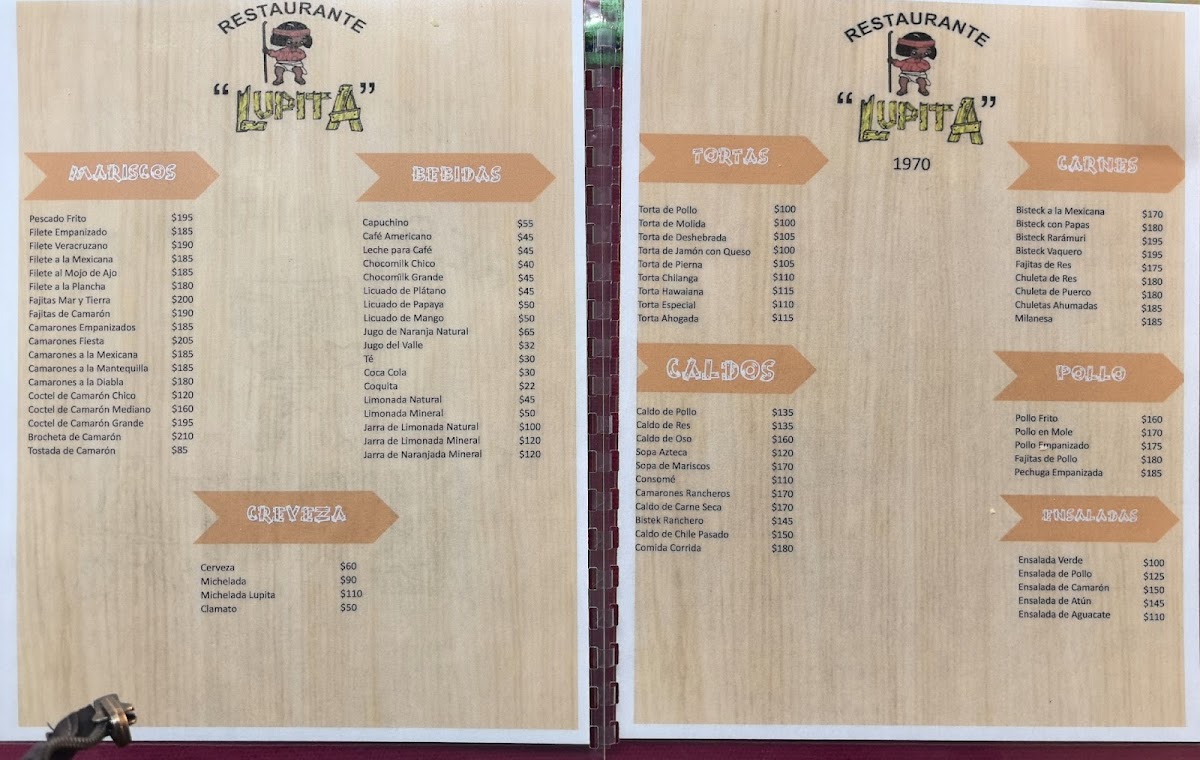 RESTAURANTE
"LUPITA"
MARISCOS
Pescado Frito $195
Filete Empanizado $185
Filete Veracruzano $190
Filete a la Mexicana $185
Filete al Mojo de Ajo $185
Filete a la Plancha $180
Fajitas Mar y Tierra $200
Fajitas de Camarón $190
Camarones Empanizados $185
Camarones Fiesta $205
Camarones a la Mexicana $185
Camarones a la Mantequilla $185
Camarones a la Diabla $180
Coctel de Camarón Chico $120
Coctel de Camarón Mediano $160
Coctel de Camarón Grande $195
Brocheta de Camarón $210
Tostada de Camarón $85
BEBIDAS
Capuchino $55
Café Americano $45
Leche para Café $45
Chocomilk Chico $40
Chocomilk Grande $45
Licuado de Plátano $45
Licuado de Papaya $50
Licuado de Mango $50
Jugo de Naranja Natural $65
Jugo del Valle $32
Té $30
Coca Cola $30
Coquita $22
Limonada Natural $45
Limonada Mineral $50
Jarra de Limonada Natural $100
Jarra de Limonada Mineral $120
Jarra de Naranjada Mineral $120
CREVEZA
Cerveza $60
Michelada $90
Michelada Lupita $110
Clamato $50
RESTAURANTE
"LUPITA"
1970
TORTAS
Torta de Pollo $100
Torta de Molida $100
Torta de Deshebrada $105
Torta de Jamón con Queso $100
Torta de Pierna $105
Torta Chilanga $110
Torta Hawaiana $115
Torta Especial $110
Torta Ahogada $115
CALDOS
Caldo de Pollo $135
Caldo de Res $135
Caldo de Oso $160
Sopa Azteca $120
Sopa de Mariscos $170
Consomé $110
Camarones Rancheros $170
Caldo de Carne Seca $170
Bistek Ranchero $145
Caldo de Chile Pasado $150
Comida Corrida $180
CARNES
Bisteck a la Mexicana $170
Bisteck con Papas $180
Bisteck Rarámuri $195
Bisteck Vaquero $195
Fajitas de Res $175
Chuleta de Res $180
Chuleta de Puerco $180
Chuletas Ahumadas $185
Milanesa $185
POLLO
Pollo Frito $160
Pollo en Mole $170
Pollo Empanizado $175
Fajitas de Pollo $180
Pechuga Empanizada $185
ENSALADAS
Ensalada Verde $100
Ensalada de Pollo $125
Ensalada de Camarón $150
Ensalada de Atún $145
Ensalada de Aguacate $110